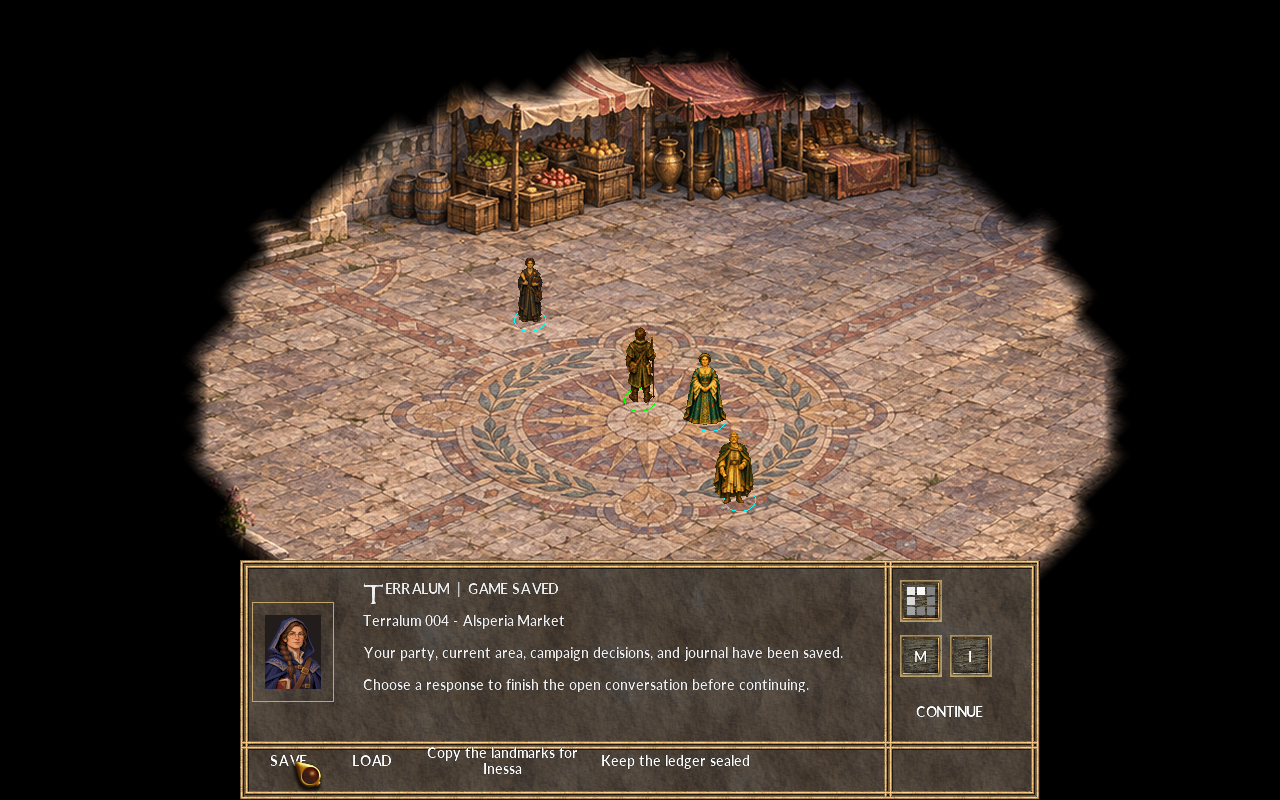 TERRALUM | GAME SAVED
Terralum 004 - Alsperia Market
Your party, current area, campaign decisions, and journal have been saved.
Choose a response to finish the open conversation before continuing.
M I
CONTINUE
SAVE LOAD Copy the landmarks for
Inessa
Keep the ledger sealed